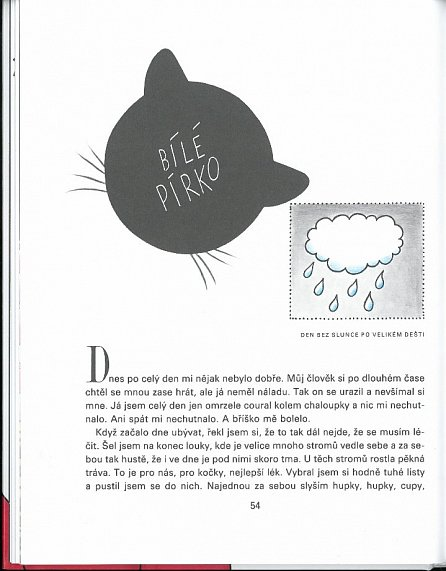 BÍLÉ
PÍRKO
DEN BEZ SLUNCE PO VELIKÉM DEŠTI
Dnes po celý den mi nějak nebylo dobře. Můj člověk si po dlouhém čase
chtěl se mnou zase hrát, ale já neměl náladu. Tak on se urazil a nevšímal si
mne. Já jsem celý den jen omrzele coural kolem chaloupky a nic mi nechut-
nalo. Ani spát mi nechutnalo. A bříško mě bolelo.
Když začalo dne ubývat, řekl jsem si, že to tak dál nejde, že se musím lé-
čit. Šel jsem na konec louky, kde je velice mnoho stromů vedle sebe a za se-
bou tak hustě, že i ve dne je pod nimi skoro tma. U těch stromů rostla pěkná
tráva. To je pro nás, pro kočky, nejlepší lék. Vybral jsem si hodně tuhé listy
a pustil jsem se do nich. Najednou za sebou slyším hupky, hupky, cupy,
54